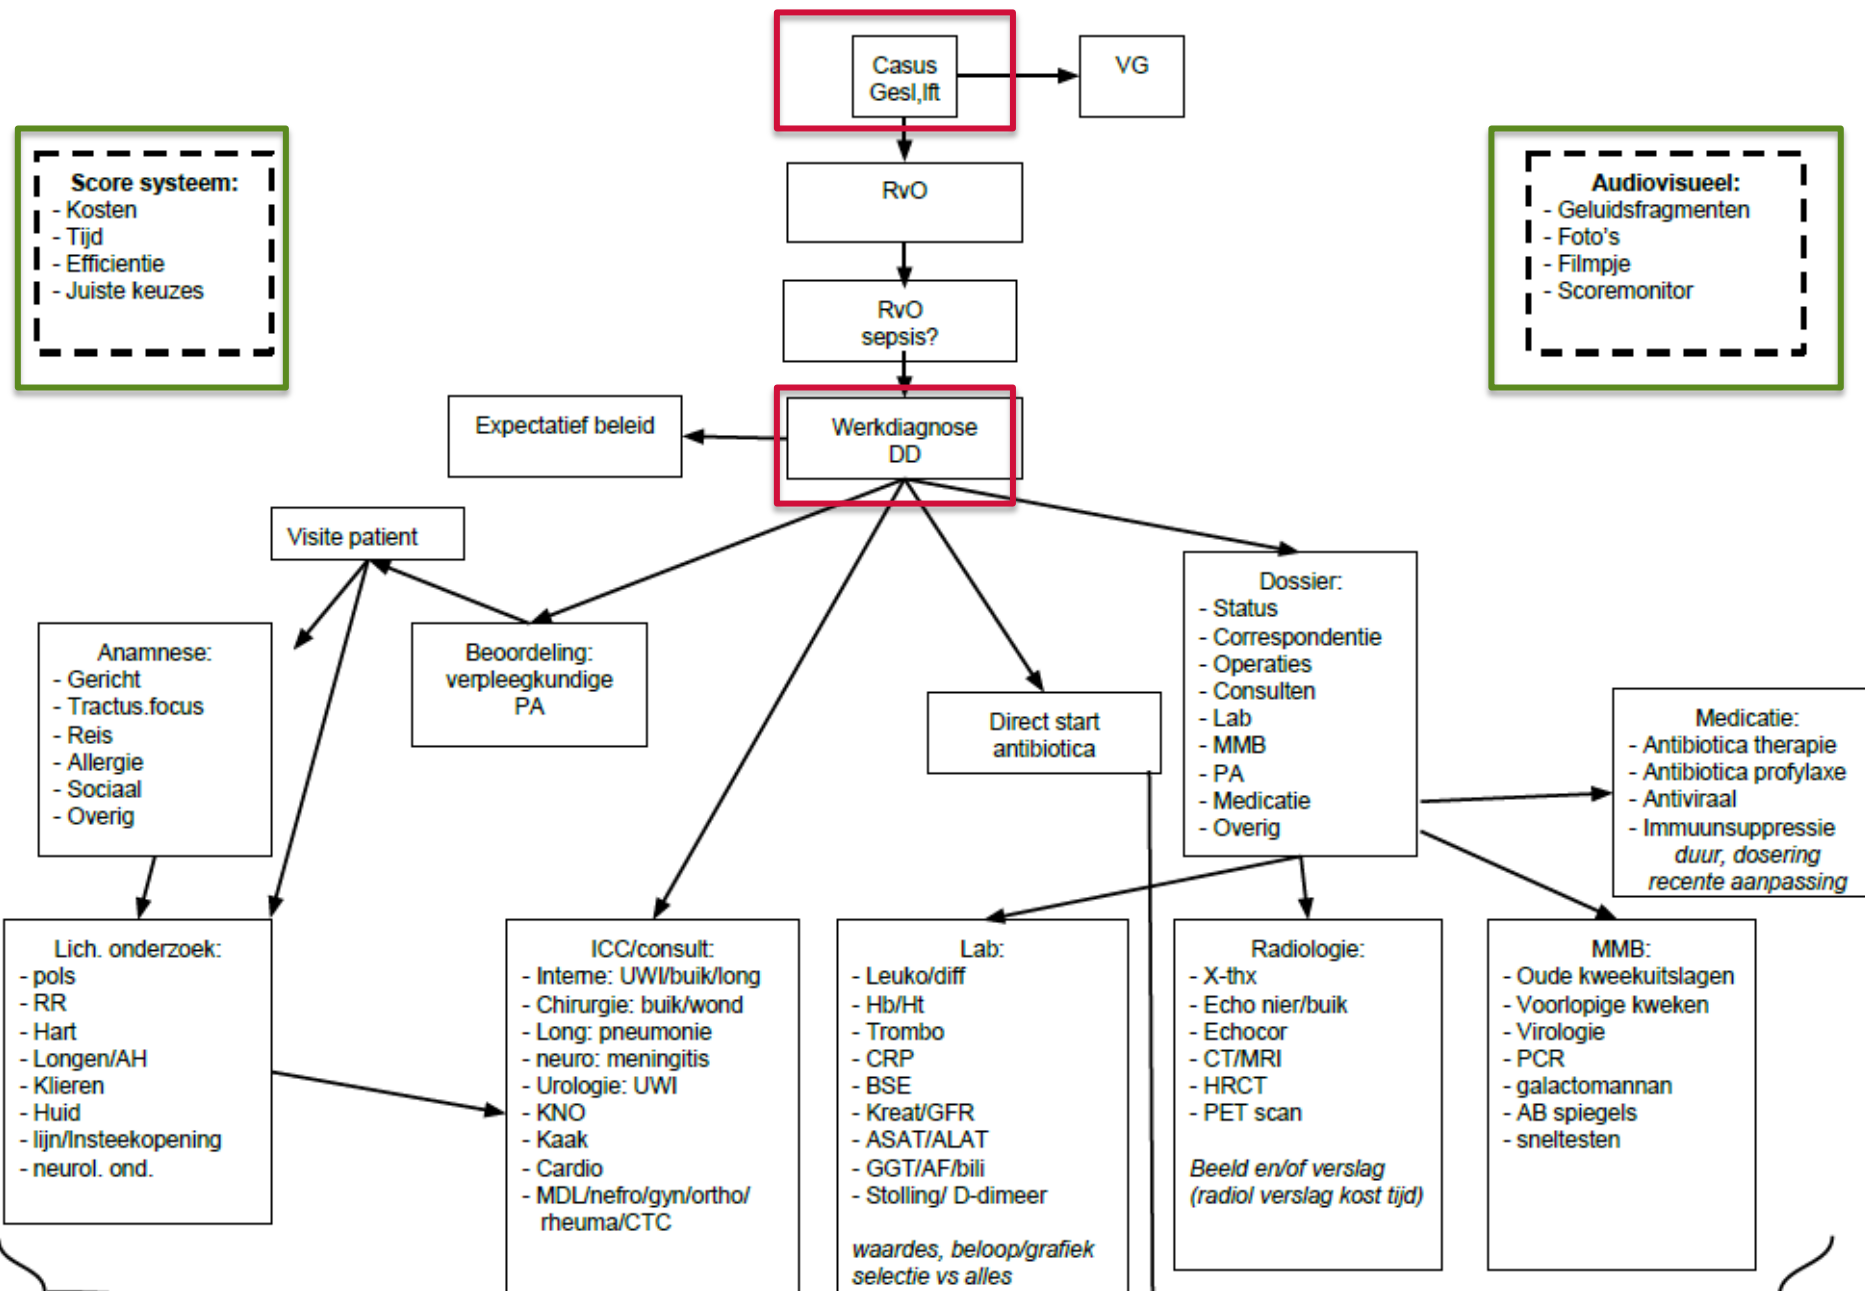 Casus
Gesl,lft
VG
Score systeem:
- Kosten
- Tijd
- Efficientie
- Juiste keuzes
RvO
Audiovisueel:
- Geluidsfragmenten
- Foto's
- Filmpje
- Scoremonitor
RvO
sepsis?
Expectatief beleid
Werkdiagnose
DD
Visite patient
Anamnese:
- Gericht
- Tractus.focus
- Reis
- Allergie
- Sociaal
- Overig
Beoordeling:
verpleegkundige
PA
Direct start
antibiotica
Dossier:
- Status
- Correspondentie
- Operaties
- Consulten
- Lab
- MMB
- PA
- Medicatie
- Overig
Medicatie:
- Antibiotica therapie
- Antibiotica profylaxe
- Antiviraal
- Immuunsuppressie
duur, dosering
recente aanpassing
Lich. onderzoek:
- pols
- RR
- Hart
- Longen/AH
- Klieren
- Huid
- lijn/Insteekopening
- neurol. ond.
ICC/consult:
- Interne: UWI/buik/long
- Chirurgie: buik/wond
- Long: pneumonie
- neuro: meningitis
- Urologie: UWI
- KNO
- Kaak
- Cardio
- MDL/nefro/gyn/ortho/
rheuma/CTC
Lab:
- Leuko/diff
- Hb/Ht
- Trombo
- CRP
- BSE
- Kreat/GFR
- ASAT/ALAT
- GGT/AF/bili
- Stolling/ D-dimeer
waardes, beloop/grafiek
selectie vs alles
Radiologie:
- X-thx
- Echo nier/buik
- Echocor
- CT/MRI
- HRCT
- PET scan
Beeld en/of verslag
(radiol verslag kost tijd)
MMB:
- Oude kweekuitslagen
- Voorlopige kweken
- Virologie
- PCR
- galactomannan
- AB spiegels
- sneltesten